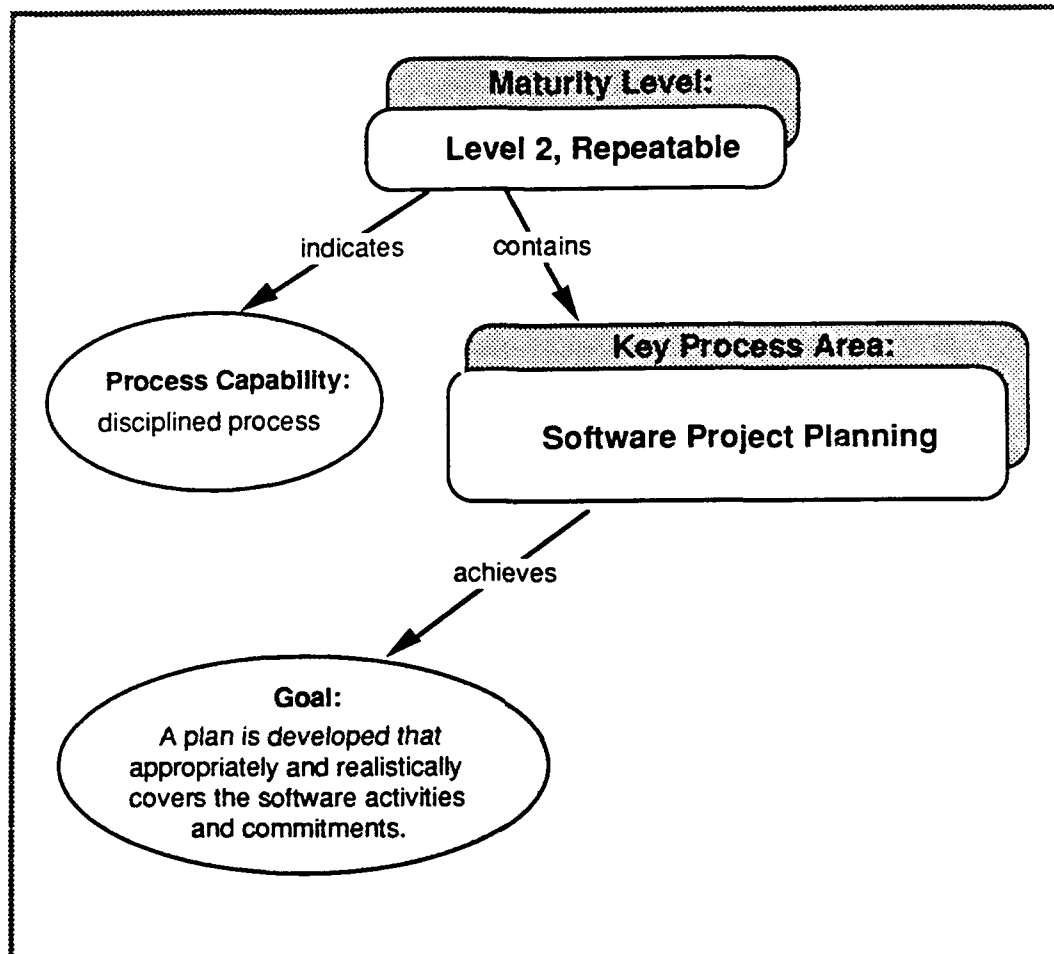 Maturity Level:
Level 2, Repeatable
indicates
contains
Process Capability:
disciplined process
Key Process Area:
Software Project Planning
achieves
Goal:
A plan is developed that
appropriately and realistically
covers the software activities
and commitments.